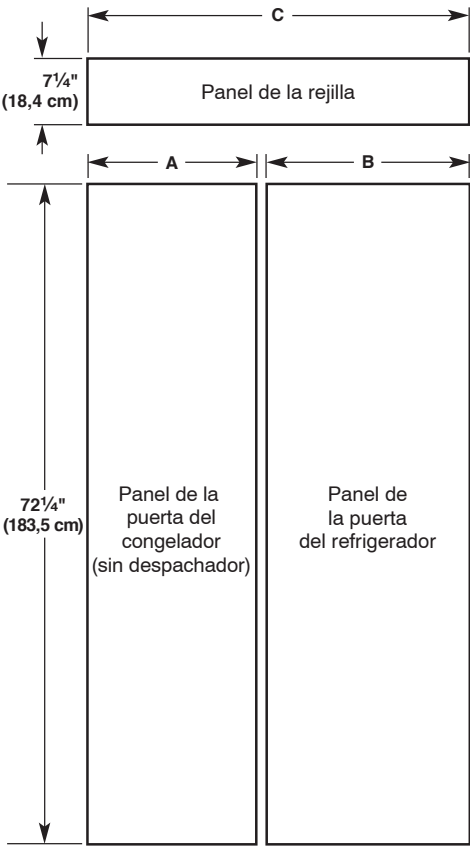 C
7¼"
(18,4 cm)
Panel de la rejilla
A
B
72¼"
(183,5 cm)
Panel de la
puerta del
congelador
(sin despachador)
Panel de
la puerta
del refrigerador